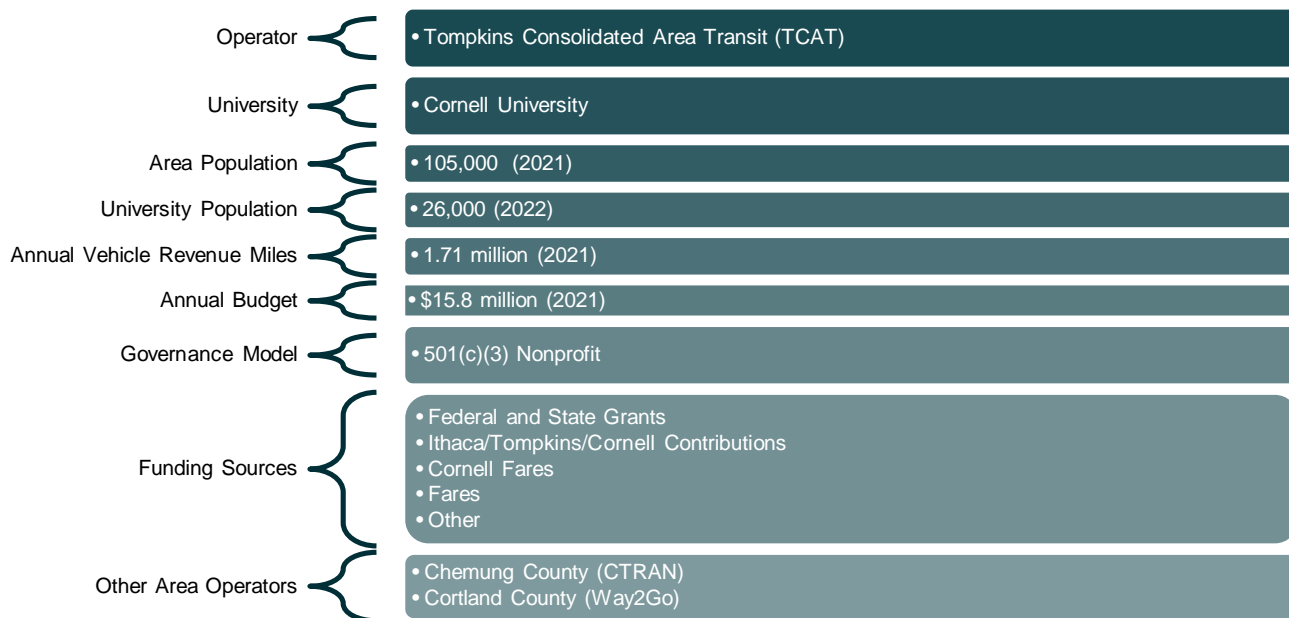 Operator
• Tompkins Consolidated Area Transit (TCAT)
University
• Cornell University
Area Population
• 105,000 (2021)
University Population
• 26,000 (2022)
Annual Vehicle Revenue Miles
• 1.71 million (2021)
Annual Budget
• $15.8 million (2021)
Governance Model
• 501(c)(3) Nonprofit
Funding Sources
• Federal and State Grants
• Ithaca/Tompkins/Cornell Contributions
• Cornell Fares
• Fares
• Other
Other Area Operators
• Chemung County (CTRAN)
• Cortland County (Way2Go)